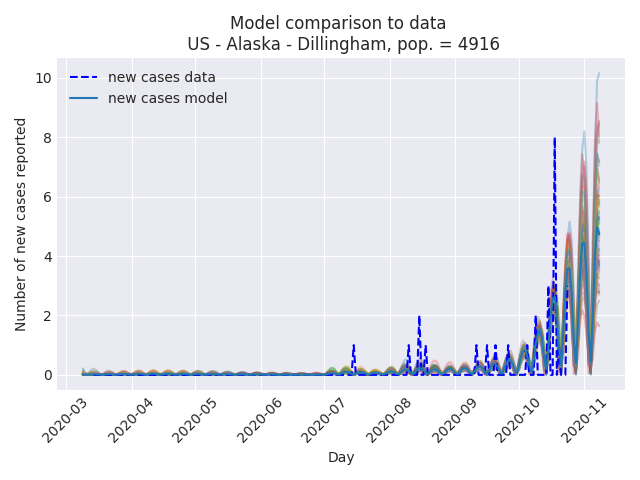 Model comparison to data
US - Alaska - Dillingham, pop. = 4916
new cases data
new cases model
Number of new cases reported
10
8
6
4
2
0
2020-03
2020-04
2020-05
2020-06
2020-07
2020-08
2020-09
2020-10
2020-11
Day